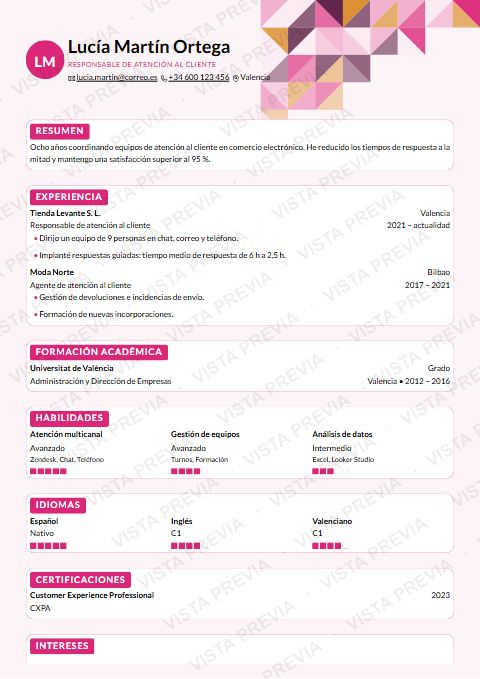 LM
Lucía Martín Ortega
RESPONSABLE DE ATENCIÓN AL CLIENTE
lucia.martin@correo.es +34 600 123 456 Valencia
RESUMEN
Ocho años coordinando equipos de atención al cliente en comercio electrónico. He reducido los tiempos de respuesta a la
mitad y mantengo una satisfacción superior al 95 %.
EXPERIENCIA
Tienda Levante S. L. Valencia
Responsable de atención al cliente 2021 – actualidad
• Dirijo un equipo de 9 personas en chat, correo y teléfono.
• Implanté respuestas guiadas: tiempo medio de respuesta de 6 h a 2,5 h.
Moda Norte Bilbao
Agente de atención al cliente 2017 – 2021
• Gestión de devoluciones e incidencias de envío.
• Formación de nuevas incorporaciones.
FORMACIÓN ACADÉMICA
Universitat de València Grado
Administración y Dirección de Empresas Valencia • 2012 – 2016
HABILIDADES
Atención multicanal Gestión de equipos Análisis de datos
Avanzado Avanzado Intermedio
Zendesk, Chat, Teléfono Turnos, Formación Excel, Looker Studio
IDIOMAS
Español Inglés Valenciano
Nativo C1 C1
CERTIFICACIONES
Customer Experience Professional 2023
CXPA
INTERESES
VISTA PREVIA